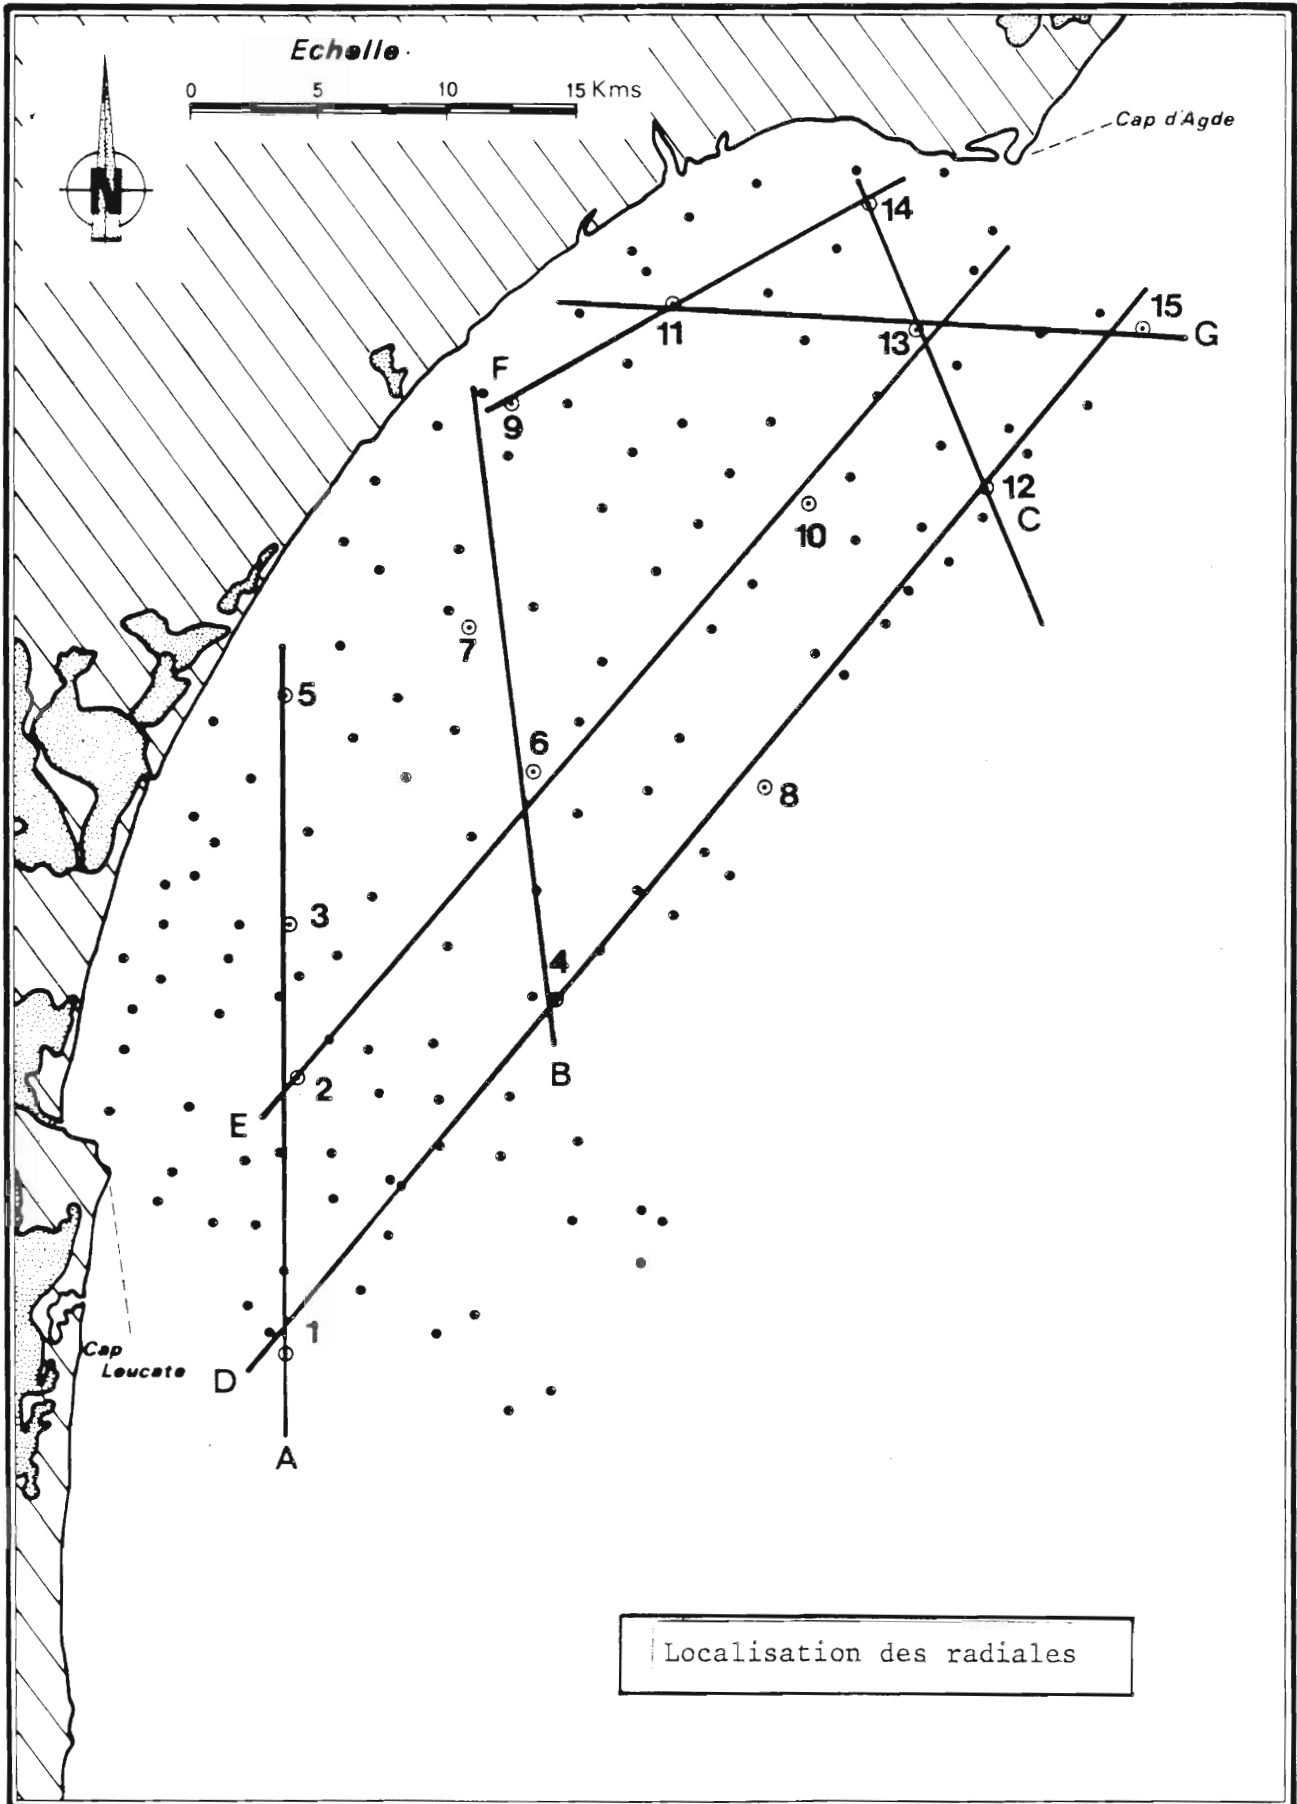 Echelle
0 5 10 15 Kms
N
Cap d'Agde
14
15
11
13
G
F
9
12
10
C
7
5
6
8
3
4
2
B
E
1
Cap
Leucate
D
A
Localisation des radiales